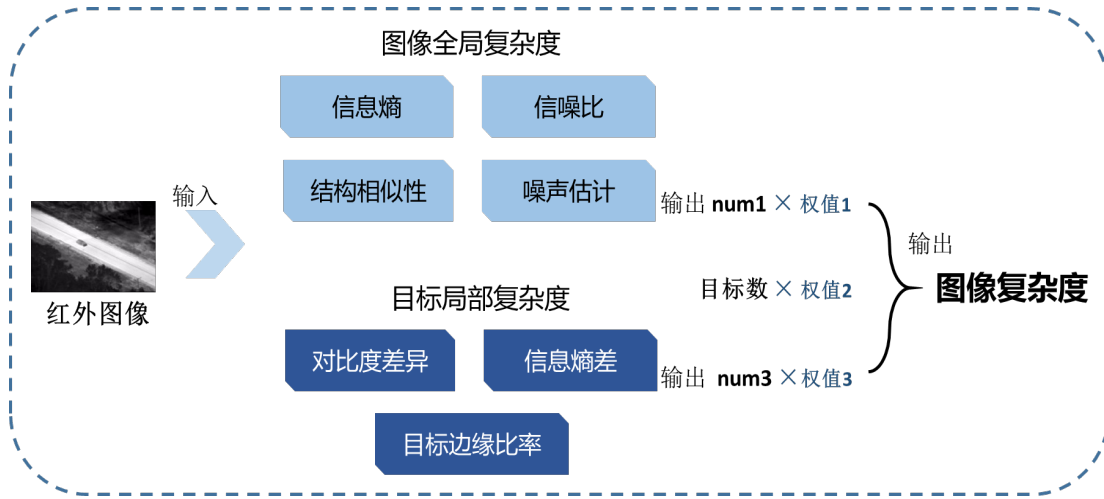 图像全局复杂度
信息熵
信噪比
结构相似性
噪声估计
输入
红外图像
输出 num1 × 权值1
目标数 × 权值2
目标局部复杂度
对比度差异
信息熵差
目标边缘比率
输出 num3 × 权值3
输出
图像复杂度